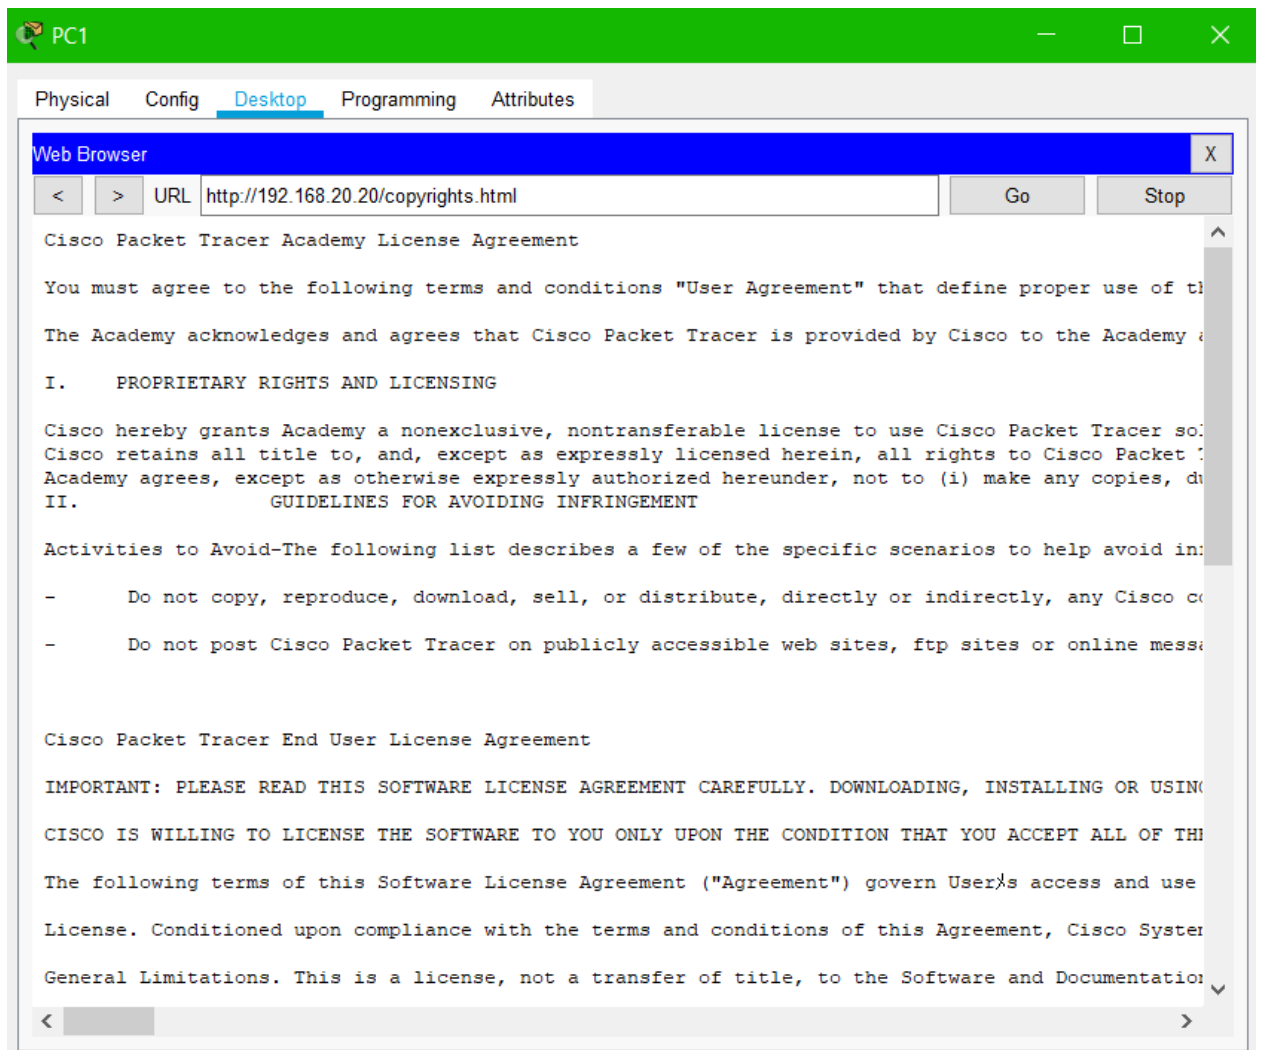 PC1
Physical Config Desktop Programming Attributes
Web Browser X
< > URL http://192.168.20.20/copyrights.html Go Stop
Cisco Packet Tracer Academy License Agreement
You must agree to the following terms and conditions "User Agreement" that define proper use of
The Academy acknowledges and agrees that Cisco Packet Tracer is provided by Cisco to the Academy
I. PROPRIETARY RIGHTS AND LICENSING
Cisco hereby grants Academy a nonexclusive, nontransferable license to use Cisco Packet Tracer
Cisco retains all title to, and, except as expressly licensed herein, all rights to Cisco Packet
Academy agrees, except as otherwise expressly authorized hereunder, not to (i) make any copies,
II. GUIDELINES FOR AVOIDING INFRINGEMENT
Activities to Avoid-The following list describes a few of the specific scenarios to help avoid
- Do not copy, reproduce, download, sell, or distribute, directly or indirectly, any Cisco
- Do not post Cisco Packet Tracer on publicly accessible web sites, ftp sites or online
Cisco Packet Tracer End User License Agreement
IMPORTANT: PLEASE READ THIS SOFTWARE LICENSE AGREEMENT CAREFULLY. DOWNLOADING, INSTALLING OR
CISCO IS WILLING TO LICENSE THE SOFTWARE TO YOU ONLY UPON THE CONDITION THAT YOU ACCEPT ALL OF
The following terms of this Software License Agreement ("Agreement") govern access and use
License. Conditioned upon compliance with the terms and conditions of this Agreement, Cisco
General Limitations. This is a license, not a transfer of title, to the Software and